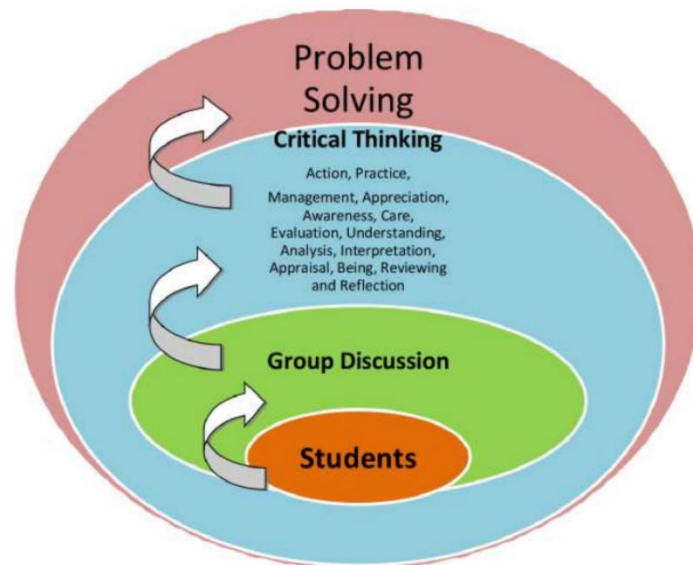 Problem
Solving
Critical Thinking
Action, Practice,
Management, Appreciation,
Awareness, Care,
Evaluation, Understanding,
Analysis, Interpretation,
Appraisal, Being, Reviewing
and Reflection
Group Discussion
Students